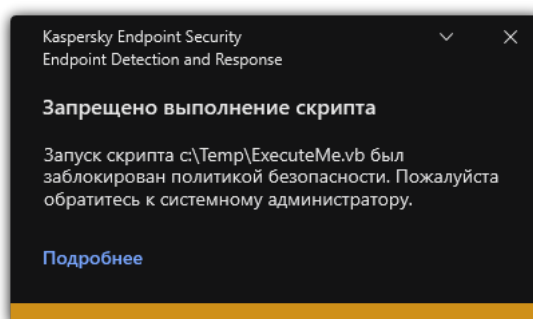 Kaspersky Endpoint Security
Endpoint Detection and Response
Запрещено выполнение скрипта
Запуск скрипта c:\Temp\ExecuteMe.vb был
заблокирован политикой безопасности. Пожалуйста
обратитесь к системному администратору.
Подробнее